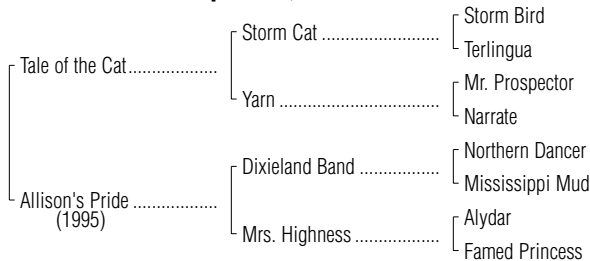 Storm Bird
Storm Cat ........................
Terlingua
Tale of the Cat..................
Mr. Prospector
Yarn .................................
Narrate
Northern Dancer
Dixieland Band ................
Mississippi Mud
Allison's Pride .................
(1995)
Alydar
Mrs. Highness .................
Famed Princess